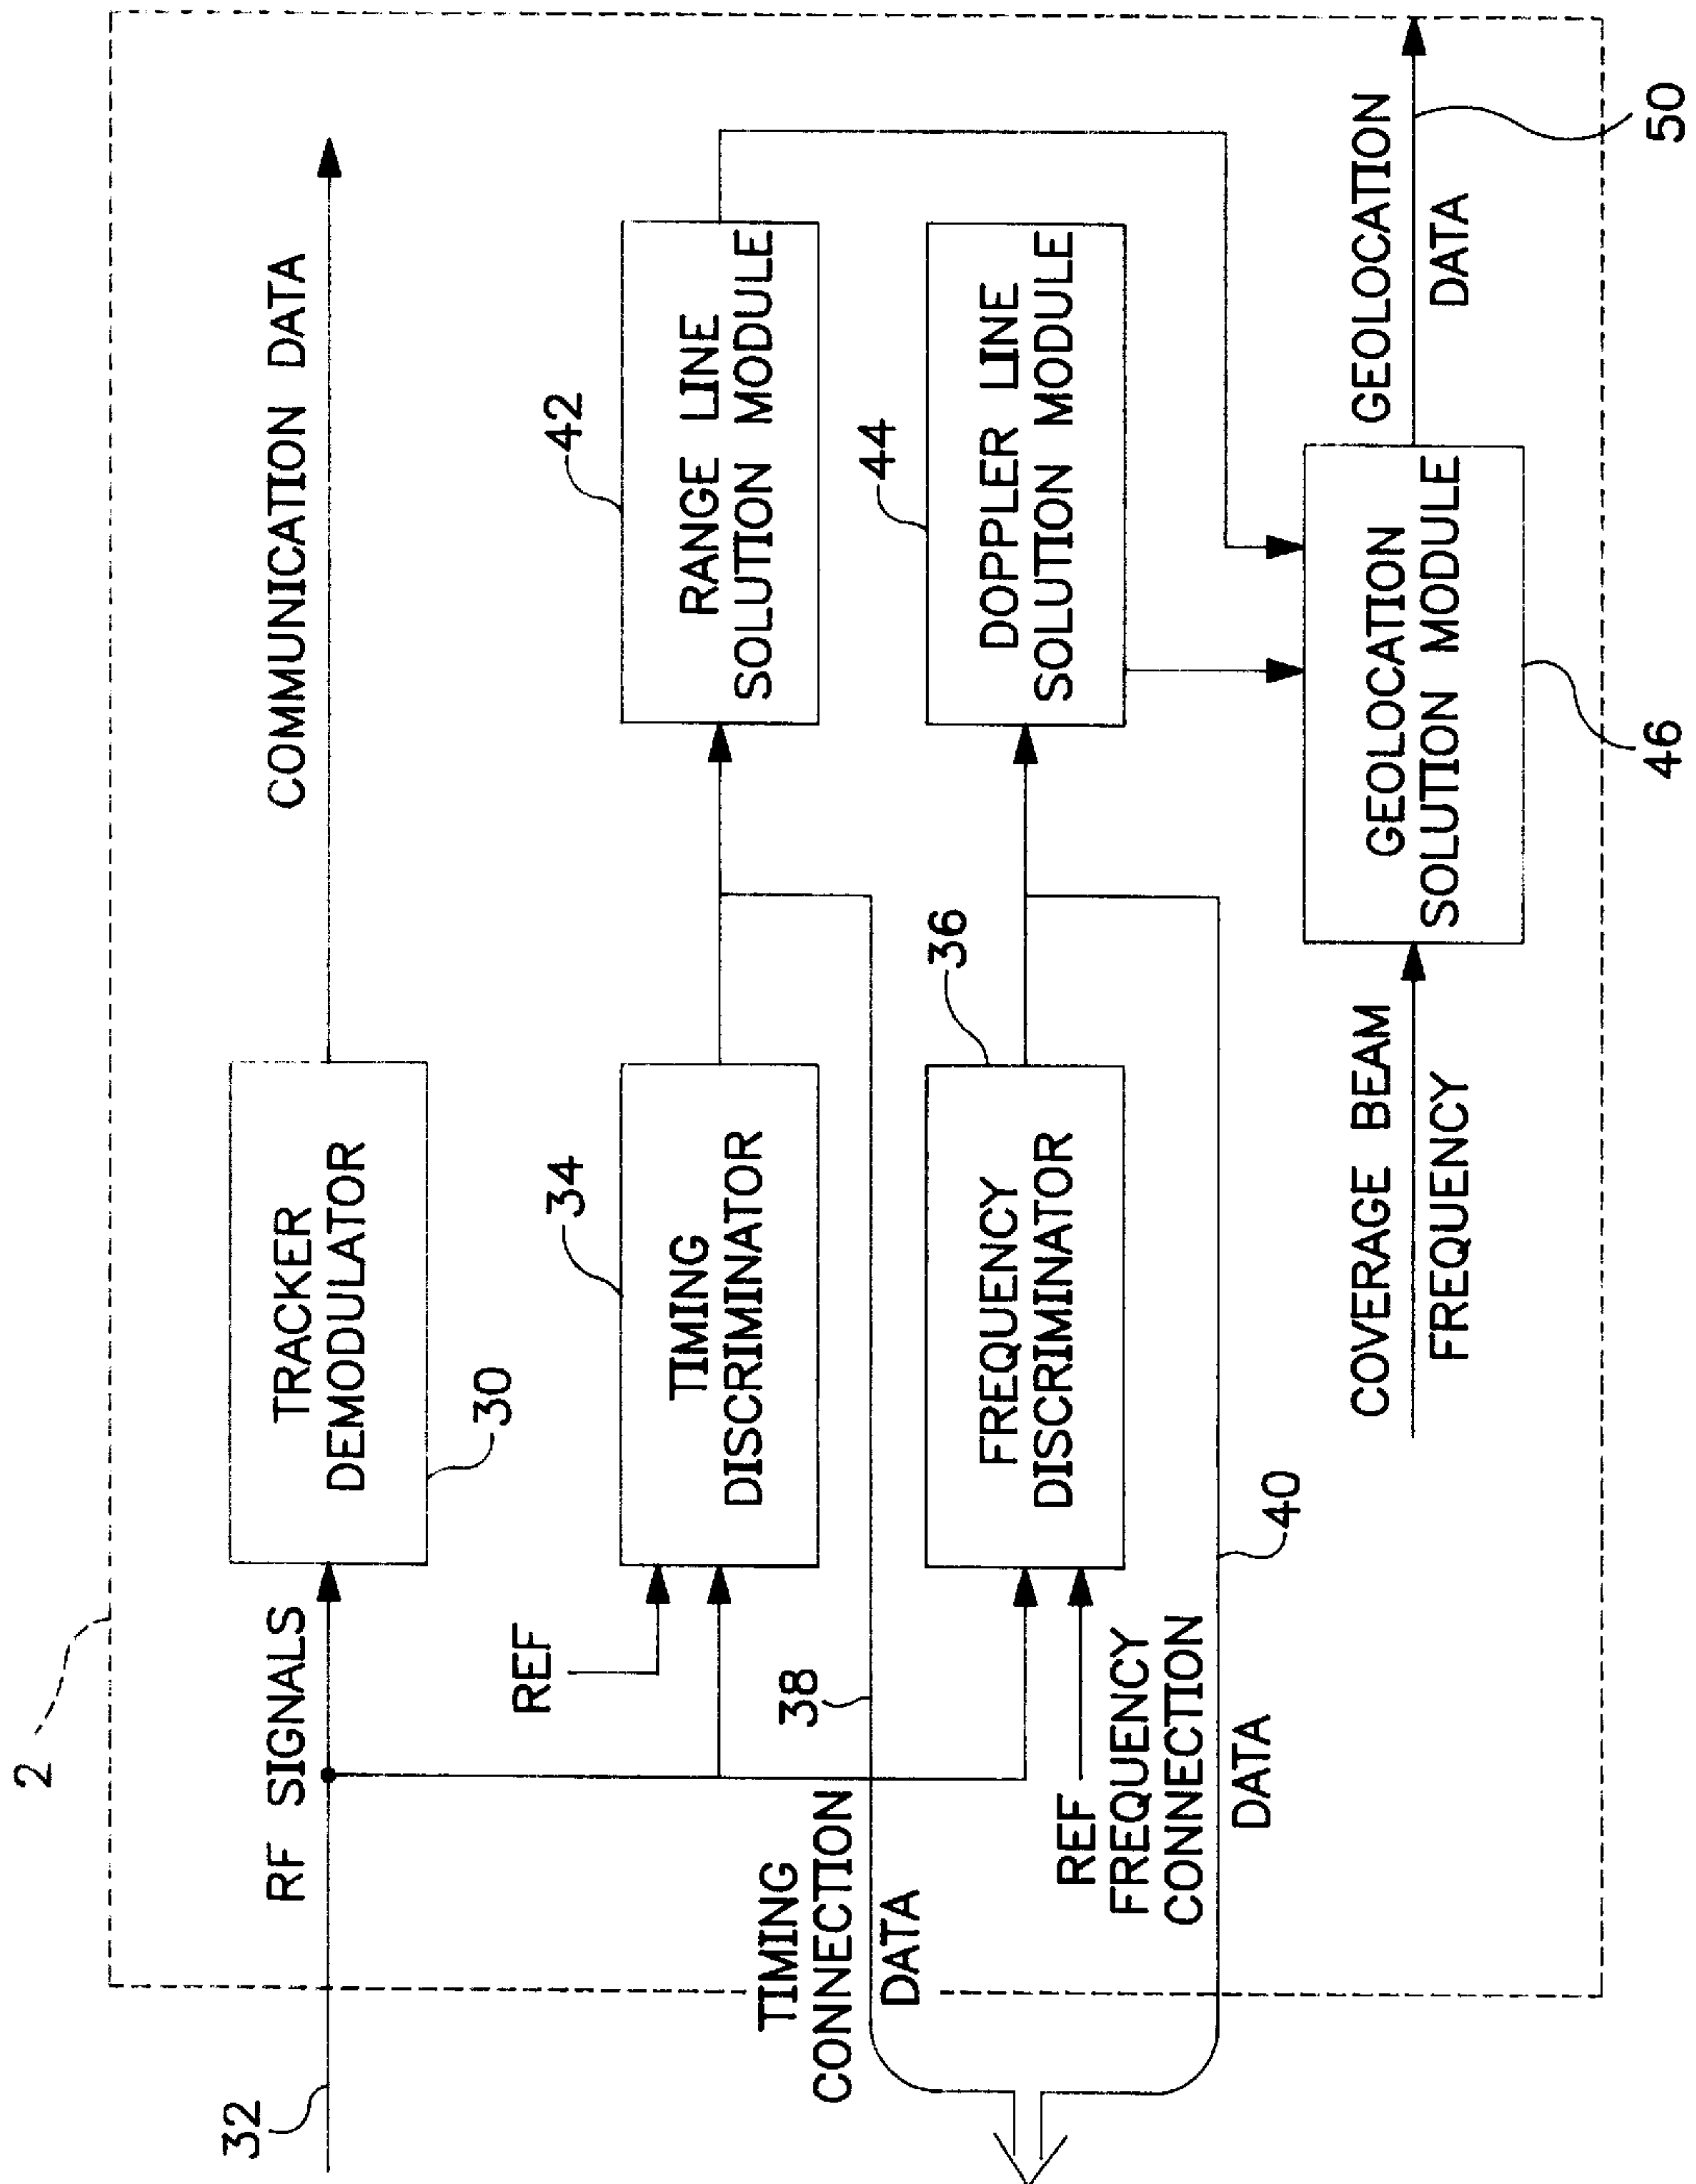 2
32
RF SIGNALS
TRACKER
DEMODULATOR
30
COMMUNICATION DATA
REF
TIMING
DISCRIMINATOR
34
RANGE LINE
SOLUTION MODULE
42
TIMING
CONNECTION
DATA
38
REF
FREQUENCY
DISCRIMINATOR
36
DOPPLER LINE
SOLUTION MODULE
44
FREQUENCY
CONNECTION
DATA
40
COVERAGE BEAM
FREQUENCY
GEOLOCATION
SOLUTION MODULE
46
GEOLOCATION
DATA
50